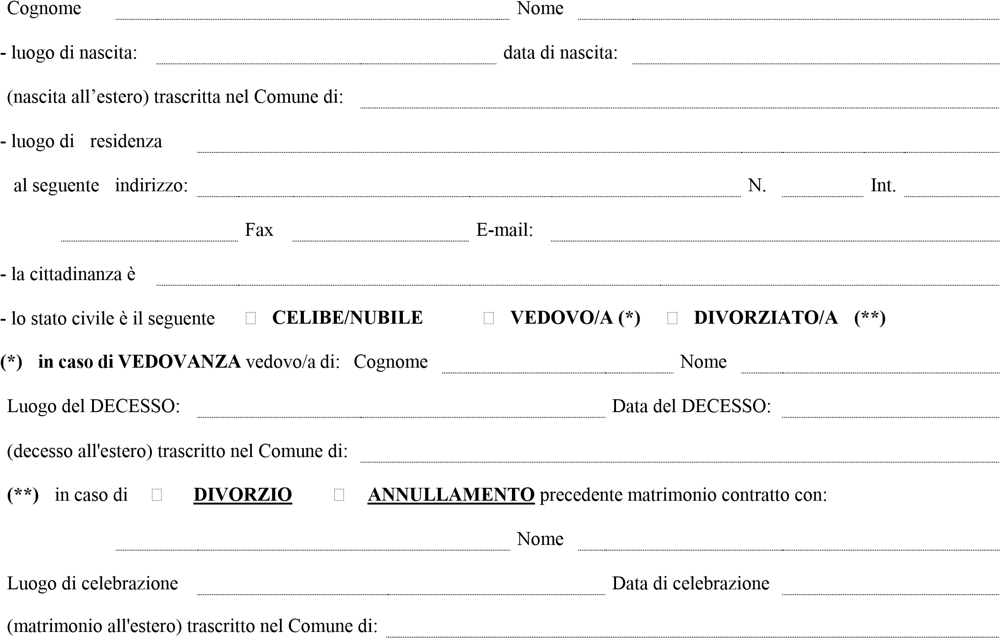 Cognome Nome
- luogo di nascita: data di nascita:
(nascita all’estero) trascritta nel Comune di:
- luogo di residenza
al seguente indirizzo: N. Int.
Fax E-mail:
- la cittadinanza è
- lo stato civile è il seguente □ CELIBE/NUBILE □ VEDOVO/A (*) □ DIVORZIATO/A (**)
(*) in caso di VEDOVANZA vedovo/a di: Cognome Nome
Luogo del DECESSO: Data del DECESSO:
(decesso all'estero) trascritto nel Comune di:
(**) in caso di □ DIVORZIO □ ANNULLAMENTO precedente matrimonio contratto con:
Nome
Luogo di celebrazione Data di celebrazione
(matrimonio all'estero) trascritto nel Comune di: